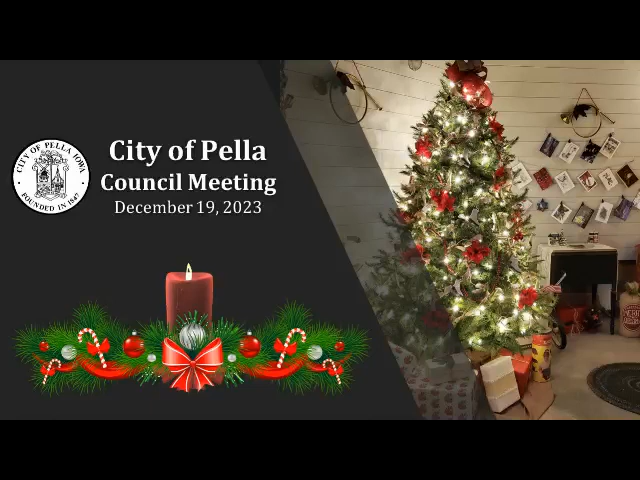 City of Pella
Council Meeting
December 19, 2023
CITY OF PELLA IOWA
FOUNDED IN 1847